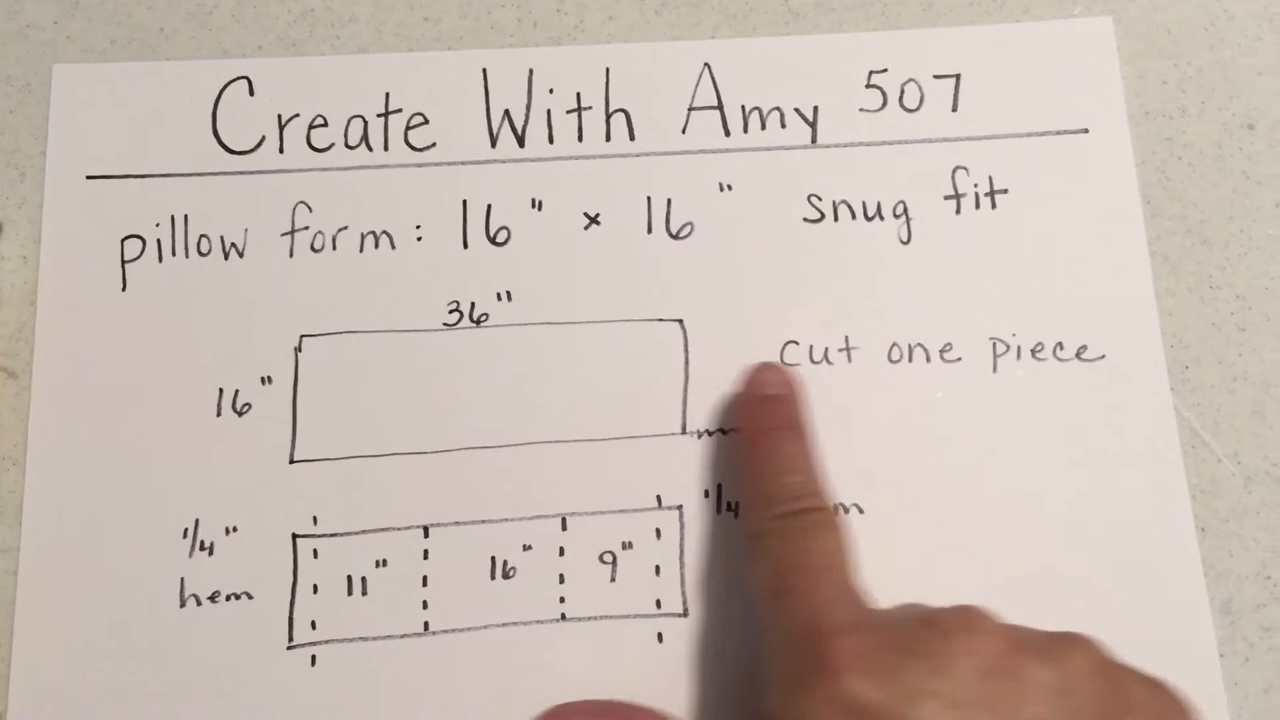 Create With Amy 507
pillow form: 16" × 16" snug fit
36"
16"
cut one piece
1/4"
hem
11" 16" 9"
1/4